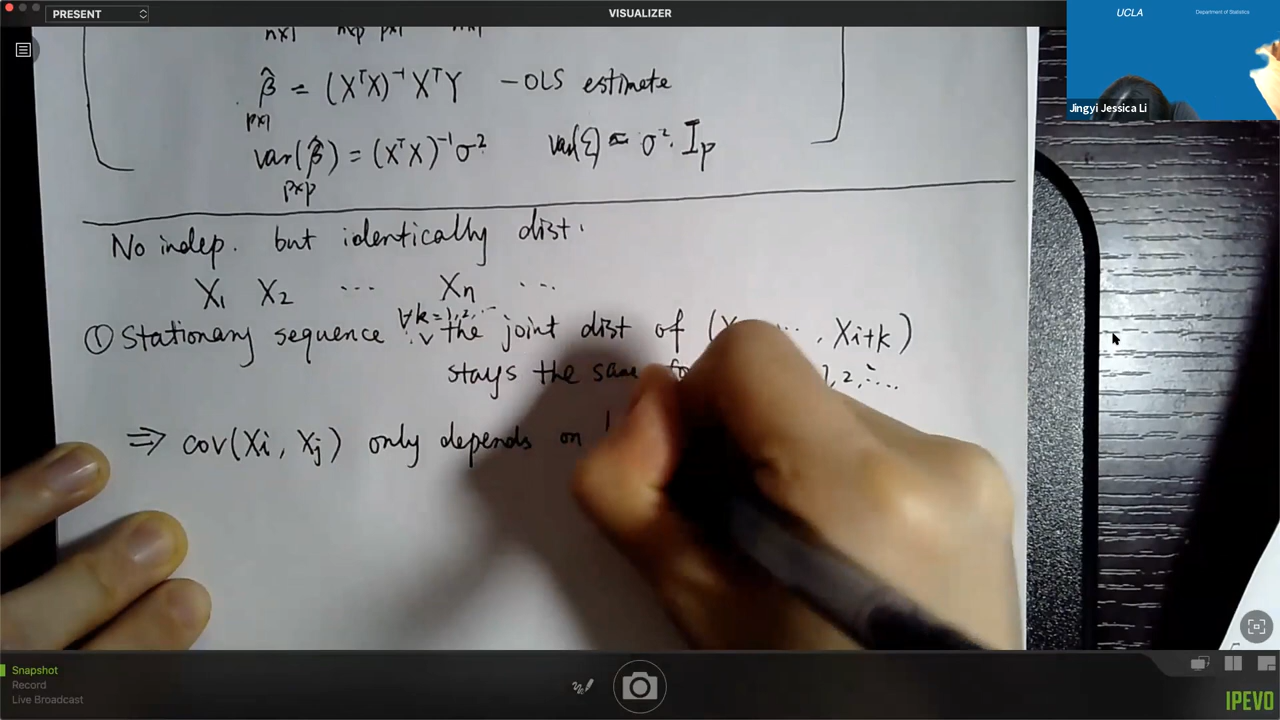 PRESENT
VISUALIZER
UCLA
Department of Statistics
Jingyi Jessica Li
n×1 n×p p×1 n×1
β̂ = (XᵀX)⁻¹XᵀY — OLS estimate
p×1
var(β̂) = (XᵀX)⁻¹σ² var(ε) = σ²·Iₚ
p×p
No indep. but identically dist.
X₁ X₂ ... Xₙ ...
∀k=1,2,...
① Stationary sequence : the joint dist of ( ..., Xᵢ₊ₖ)
stays the same 2, ...
⇒ cov(Xᵢ, Xⱼ) only depends on
Snapshot
Record
Live Broadcast
IPEVO